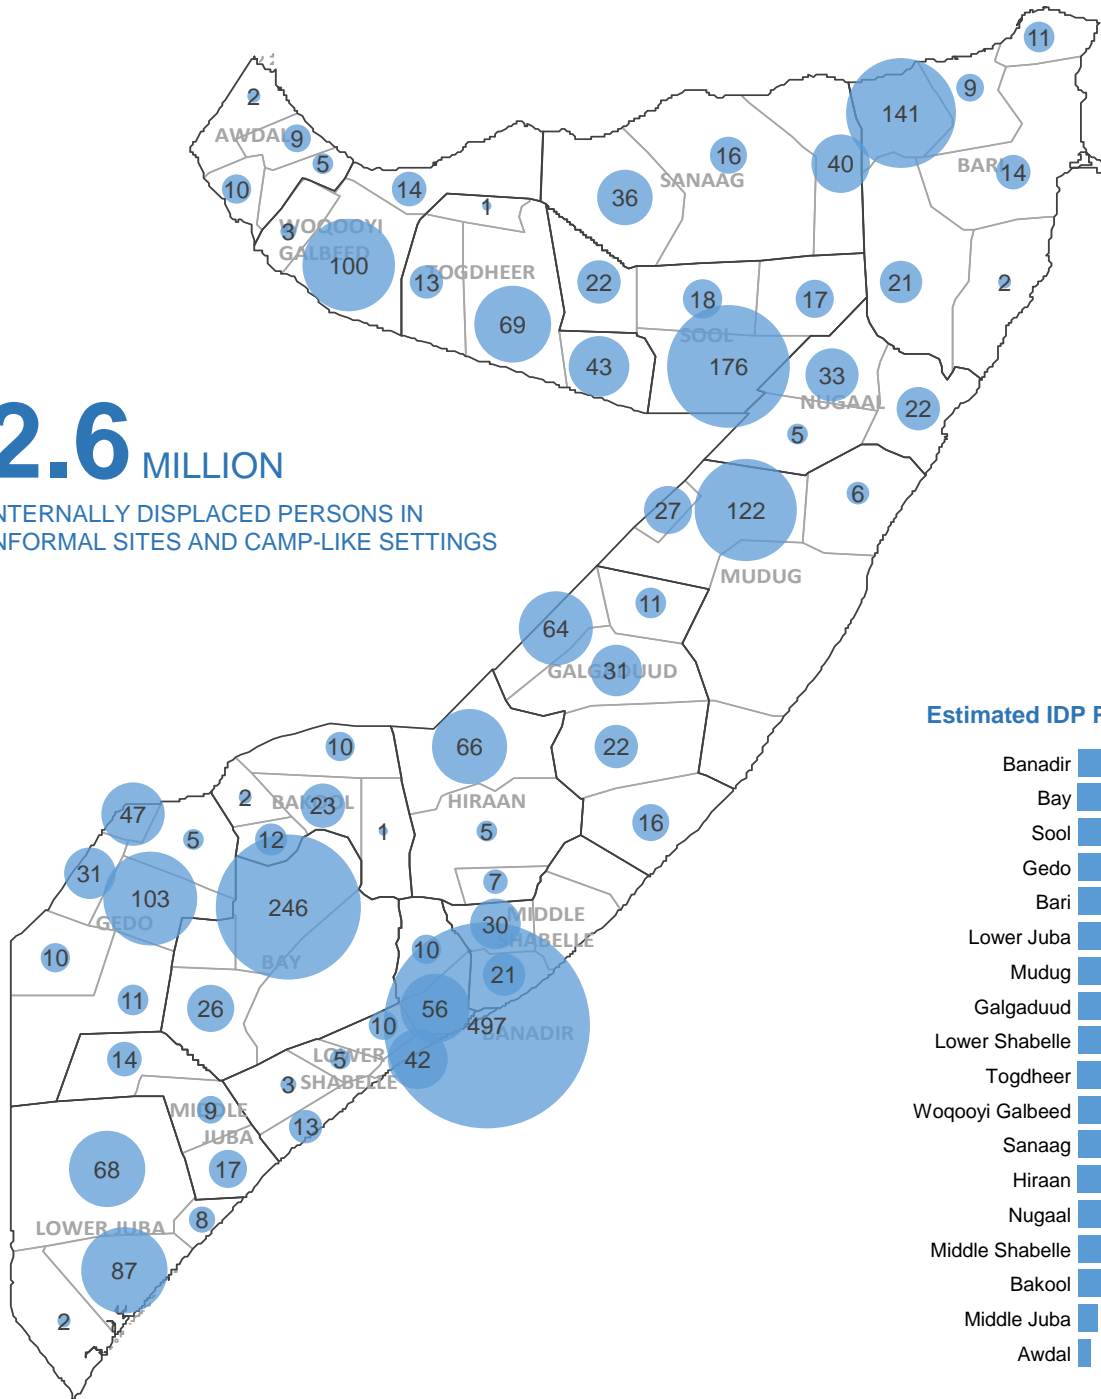 11
9
141
2
AWDAL
9
5
16
40
BARI
14
SANAAG
10
14
36
1
3
WOQOOYI
GALBEED
100
TOGDHEER
13
22
18
17
21
2
69
SOOL
43
176
33
NUGAAL
22
5
2.6 MILLION
NTERNALLY DISPLACED PERSONS IN
NFORMAL SITES AND CAMP-LIKE SETTINGS
27
122
6
MUDUG
11
64
GALGADUUD
31
66
22
10
2
BAKOOL
23
HIRAAN
47
5
12
1
5
16
31
103
GEDO
246
BAY
7
30
MIDDLE
SHABELLE
10
10
21
11
26
56
497
BANADIR
10
42
14
LOWER
SHABELLE
5
3
MIDDLE
JUBA
9
13
68
17
8
LOWER JUBA
87
2
Estimated IDP
Banadir
Bay
Sool
Gedo
Bari
Lower Juba
Mudug
Galgaduud
Lower Shabelle
Togdheer
Woqooyi Galbeed
Sanaag
Hiraan
Nugaal
Middle Shabelle
Bakool
Middle Juba
Awdal